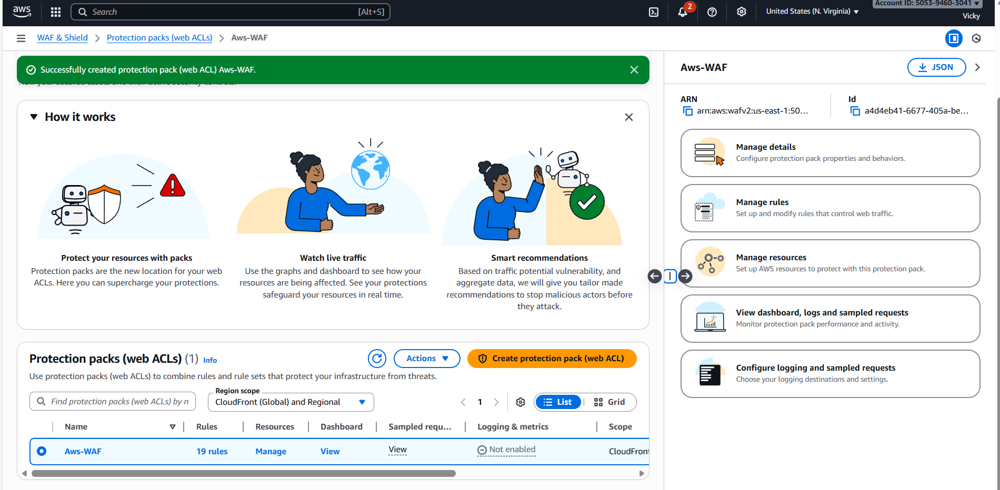 aws
Search
[Alt+S]
2
United States (N. Virginia)
Account ID: 5053-9460-3041
Vicky
WAF & Shield
Protection packs (web ACLs)
Aws-WAF
Successfully created protection pack (web ACL) Aws-WAF.
How it works
Protect your resources with packs
Protection packs are the new location for your web
ACLs. Here you can supercharge your protections.
Watch live traffic
Use the graphs and dashboard to see how your
resources are being affected. See your protections
safeguard your resources in real time.
Smart recommendations
Based on traffic potential vulnerability, and
aggregate data, we will give you tailor made
recommendations to stop malicious actors before
they attack.
Protection packs (web ACLs) (1) Info
Actions
Create protection pack (web ACL)
Use protection packs (web ACLs) to combine rules and rule sets that protect your infrastructure from threats.
Find protection packs (web ACLs) by n
Region scope
CloudFront (Global) and Regional
1
List
Grid
Name
Rules
Resources
Dashboard
Sampled requ...
Logging & metrics
Scope
Aws-WAF
19 rules
Manage
View
View
Not enabled
CloudFront
Aws-WAF
JSON
ARN
arn:aws:wafv2:us-east-1:50...
Id
a4d4eb41-6677-405a-be...
Manage details
Configure protection pack properties and behaviors.
Manage rules
Set up and modify rules that control web traffic.
Manage resources
Set up AWS resources to protect with this protection pack.
View dashboard, logs and sampled requests
Monitor protection pack performance and activity.
Configure logging and sampled requests
Choose your logging destinations and settings.